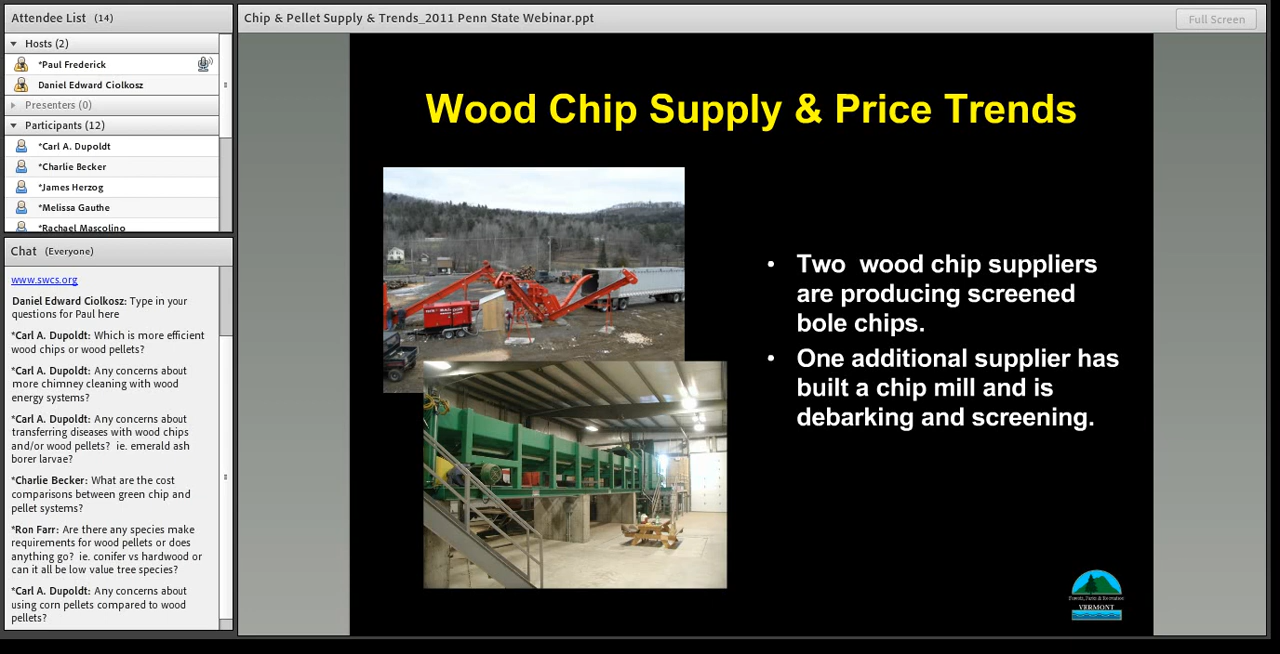 Attendee List (14)
Hosts (2)
*Paul Frederick
Daniel Edward Ciolkosz
Presenters (0)
Participants (12)
*Carl A. Dupoldt
*Charlie Becker
*James Herzog
*Melissa Gauthe
*Rachael Mascolino
Chat (Everyone)
www.swcs.org
Daniel Edward Ciolkosz: Type in your
questions for Paul here
*Carl A. Dupoldt: Which is more efficient
wood chips or wood pellets?
*Carl A. Dupoldt: Any concerns about
more chimney cleaning with wood
energy systems?
*Carl A. Dupoldt: Any concerns about
transferring diseases with wood chips
and/or wood pellets? ie. emerald ash
borer larvae?
*Charlie Becker: What are the cost
comparisons between green chip and
pellet systems?
*Ron Farr: Are there any species make
requirements for wood pellets or does
anything go? ie. conifer vs hardwood or
can it all be low value tree species?
*Carl A. Dupoldt: Any concerns about
using corn pellets compared to wood
pellets?
Chip & Pellet Supply & Trends_2011 Penn State Webinar.ppt
Full Screen
Wood Chip Supply & Price Trends
• Two wood chip suppliers
are producing screened
bole chips.
• One additional supplier has
built a chip mill and is
debarking and screening.
Forests, Parks & Recreation
VERMONT